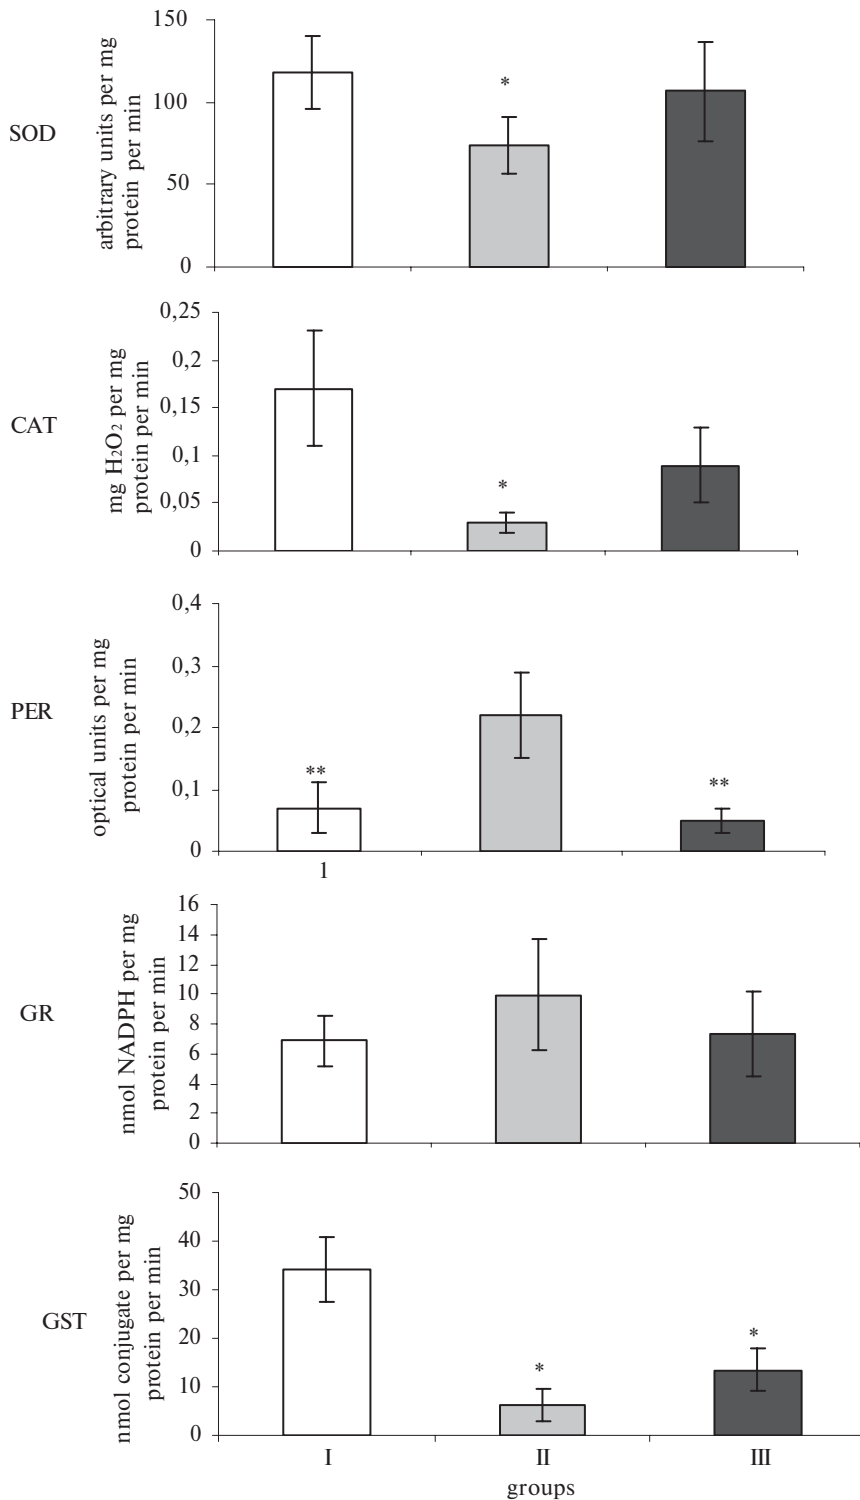 SOD
arbitrary units per mg
protein per min
150
100
50
0
*
CAT
mg H₂O₂ per mg
protein per min
0,25
0,2
0,15
0,1
0,05
0
*
PER
optical units per mg
protein per min
0,4
0,3
0,2
0,1
0
**
**
1
GR
nmol NADPH per mg
protein per min
16
14
12
10
8
6
4
2
0
GST
nmol conjugate per mg
protein per min
50
40
30
20
10
0
*
*
I II III
groups